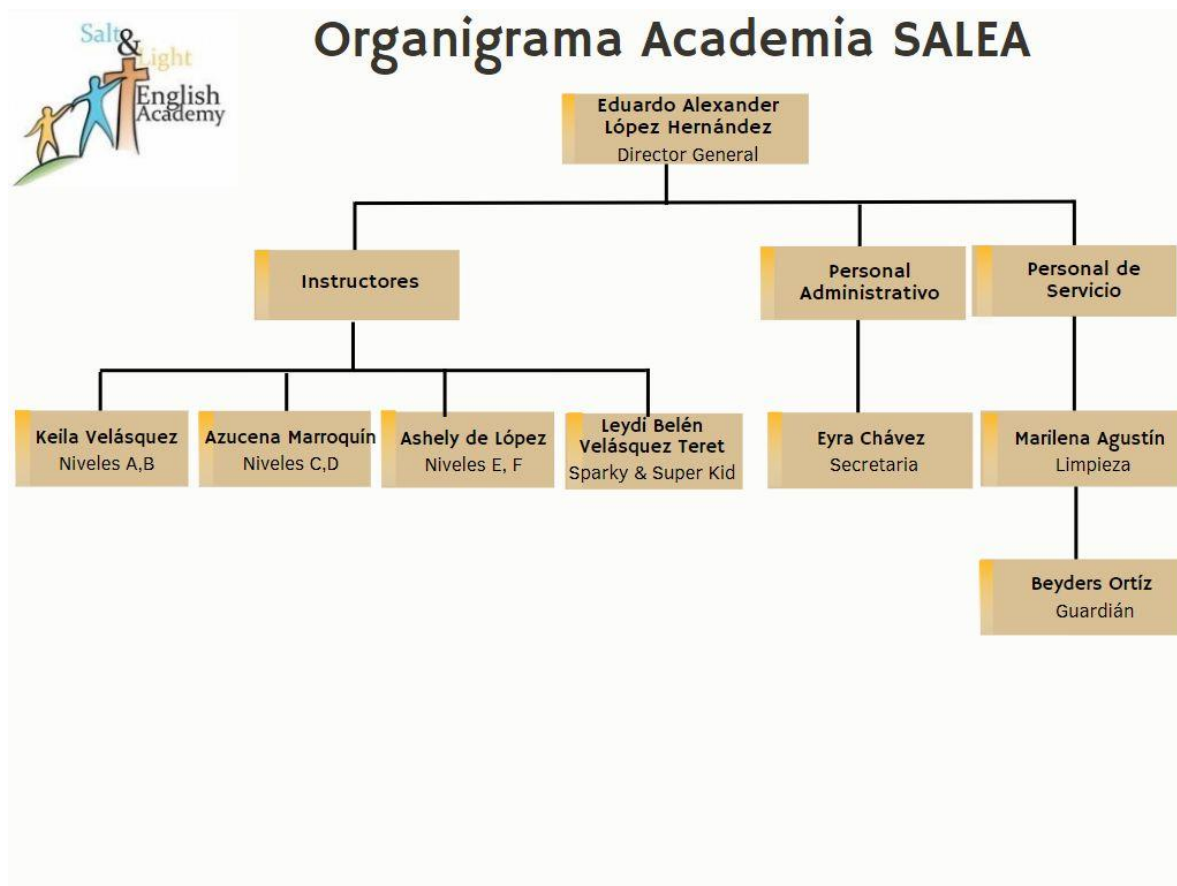 Salt&
Light
English
Academy
Organigrama Academia SALEA
Eduardo Alexander
López Hernández
Director General
Instructores
Personal
Administrativo
Personal de
Servicio
Keila Velásquez
Niveles A,B
Azucena Marroquín
Niveles C,D
Ashely de López
Niveles E, F
Leydi Belén
Velásquez Teret
Sparky & Super Kid
Eyra Chávez
Secretaria
Marilena Agustín
Limpieza
Beyders Ortíz
Guardián